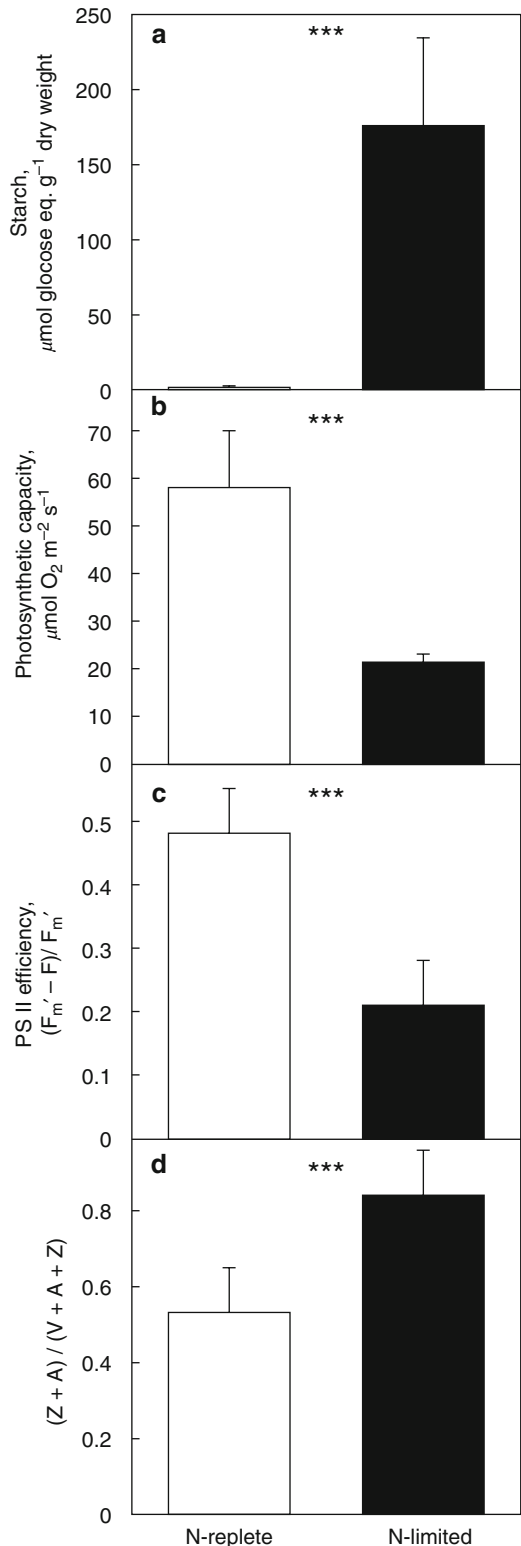 a
***
250
200
150
100
50
0
Starch,
μmol glocose eq. g⁻¹ dry weight
b
***
70
60
50
40
30
20
10
0
Photosynthetic capacity,
μmol O₂ m⁻² s⁻¹
c
***
0.5
0.4
0.3
0.2
0.1
0
PS II efficiency,
(Fₘ′ – F)/ Fₘ′
d
***
0.8
0.6
0.4
0.2
0
(Z + A) / (V + A + Z)
N-replete N-limited